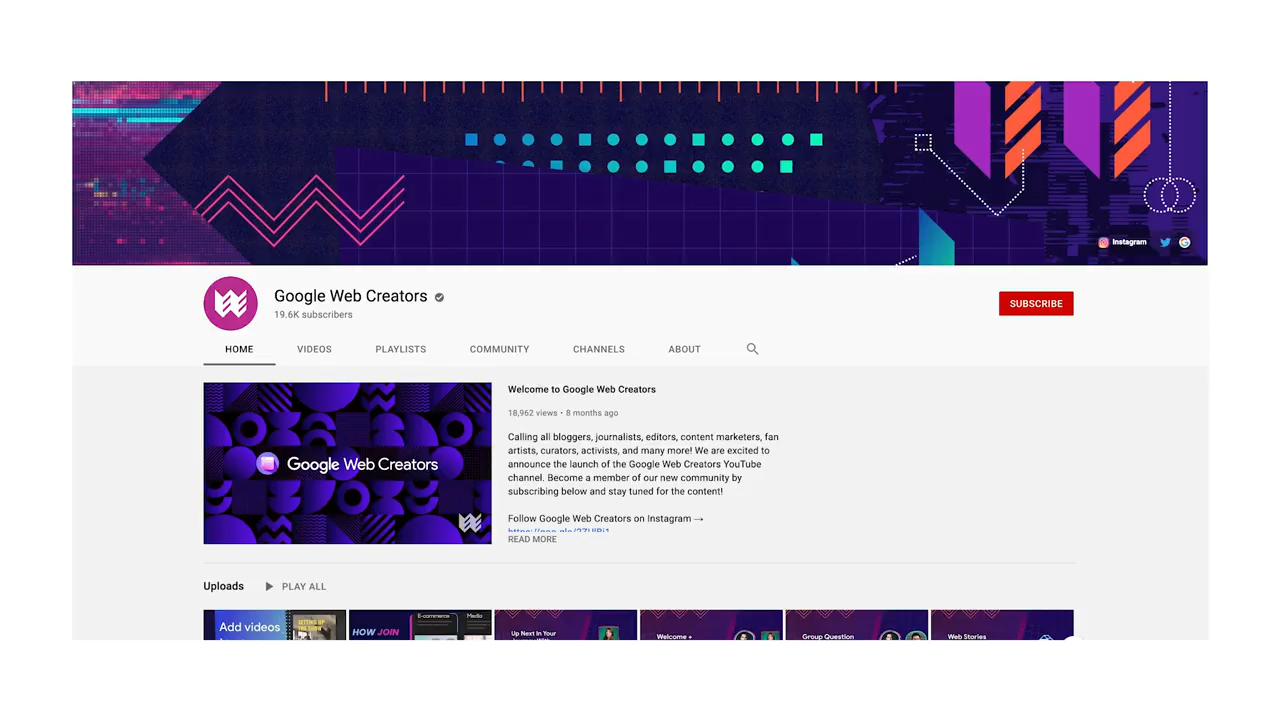 Instagram
Google Web Creators
19.6K subscribers
SUBSCRIBE
HOME
VIDEOS
PLAYLISTS
COMMUNITY
CHANNELS
ABOUT
Google Web Creators
Welcome to Google Web Creators
18,962 views • 8 months ago
Calling all bloggers, journalists, editors, content marketers, fan
artists, curators, activists, and many more! We are excited to
announce the launch of the Google Web Creators YouTube
channel. Become a member of our new community by
subscribing below and stay tuned for the content!
Follow Google Web Creators on Instagram →
READ MORE
Uploads
PLAY ALL
Add videos
SETTING UP
THE SHOW
HOW JOIN
E-commerce
Media
Up Next In Your
Welcome +
Group Question
Web Stories